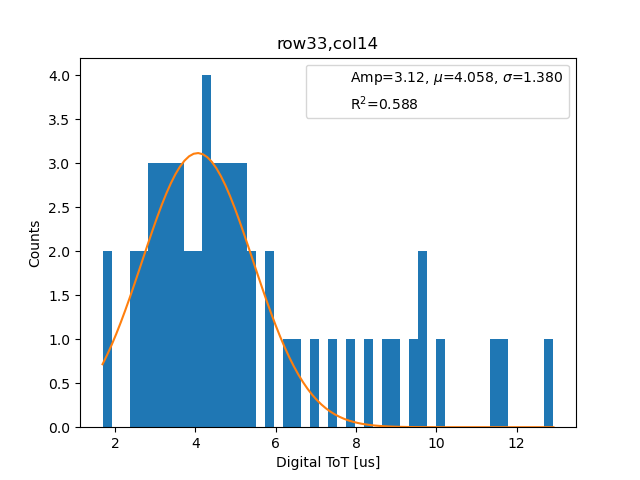 row33,col14
Amp=3.12, μ=4.058, σ=1.380
R²=0.588
Counts
4.0
3.5
3.0
2.5
2.0
1.5
1.0
0.5
0.0
2 4 6 8 10 12
Digital ToT [us]